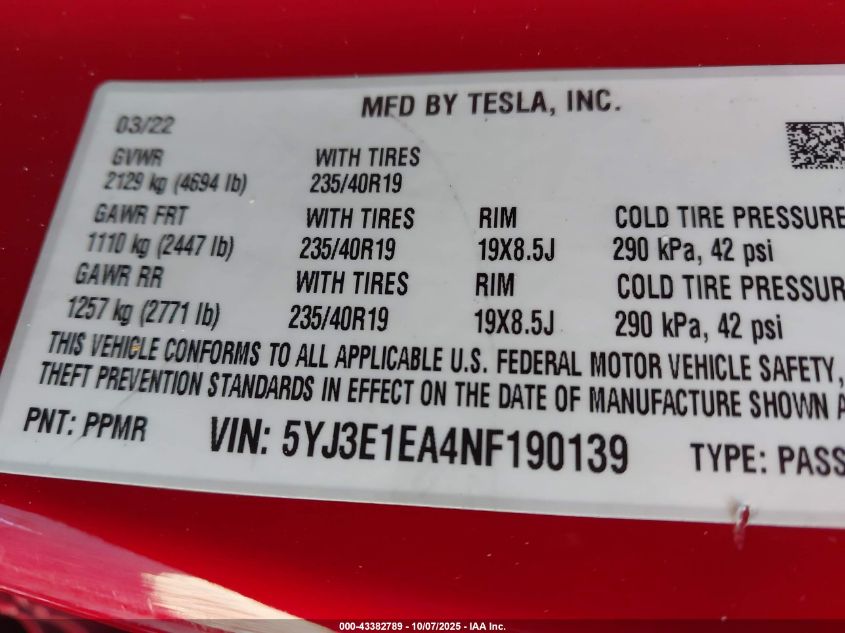 MFD BY TESLA, INC.
03/22
GVWR WITH TIRES
2129 kg (4694 lb) 235/40R19
GAWR FRT WITH TIRES RIM COLD TIRE PRESSURE
1110 kg (2447 lb) 235/40R19 19X8.5J 290 kPa, 42 psi
GAWR RR WITH TIRES RIM COLD TIRE PRESSUR
1257 kg (2771 lb) 235/40R19 19X8.5J 290 kPa, 42 psi
THIS VEHICLE CONFORMS TO ALL APPLICABLE U.S. FEDERAL MOTOR VEHICLE SAFETY,
THEFT PREVENTION STANDARDS IN EFFECT ON THE DATE OF MANUFACTURE SHOWN A
PNT: PPMR VIN: 5YJ3E1EA4NF190139 TYPE: PASS
000-43382789 - 10/07/2025 - IAA Inc.